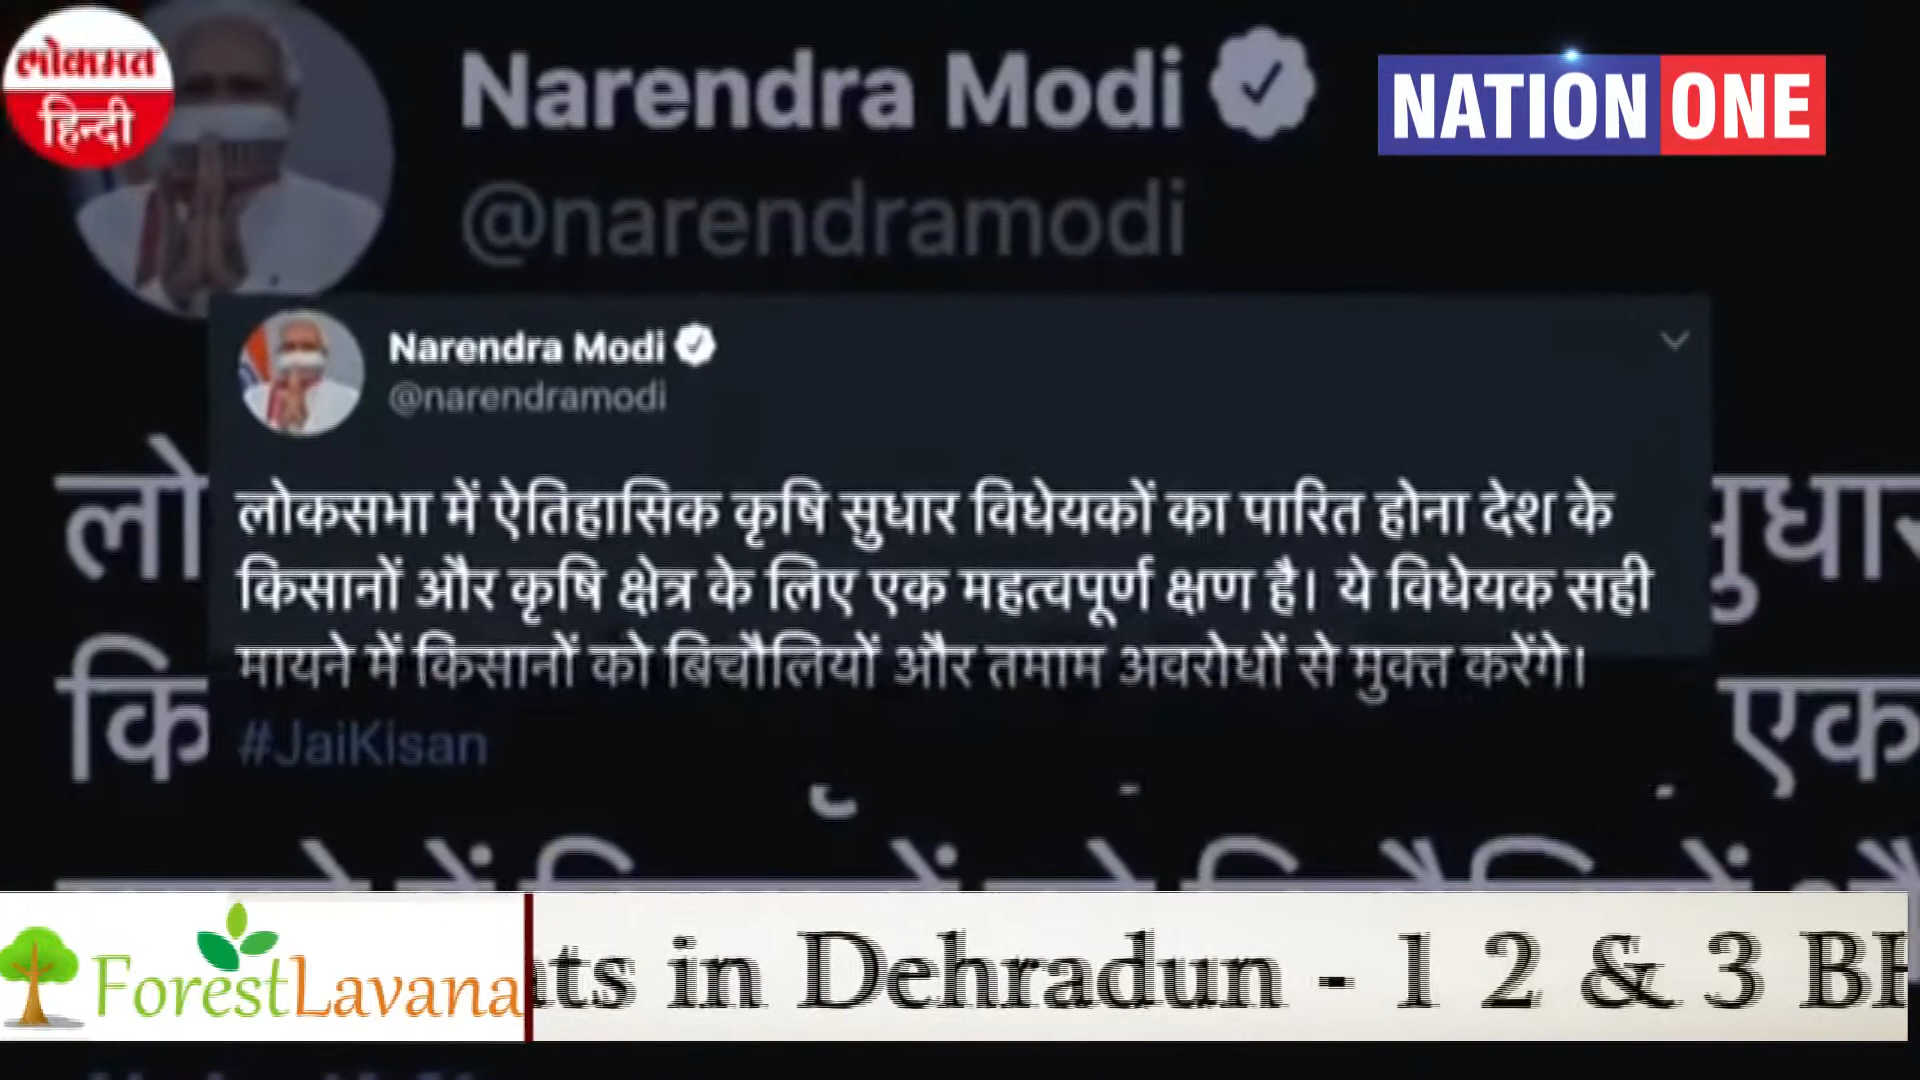 लोकमत
हिन्दी
Narendra Modi
@narendramodi
NATION ONE
Narendra Modi
@narendramodi
लोकसभा में ऐतिहासिक कृषि सुधार विधेयकों का पारित होना देश के
किसानों और कृषि क्षेत्र के लिए एक महत्वपूर्ण क्षण है। ये विधेयक सही
मायने में किसानों को बिचौलियों और तमाम अवरोधों से मुक्त करेंगे।
#JaiKisan
एक
ForestLavana
in Dehradun - 1 2 & 3